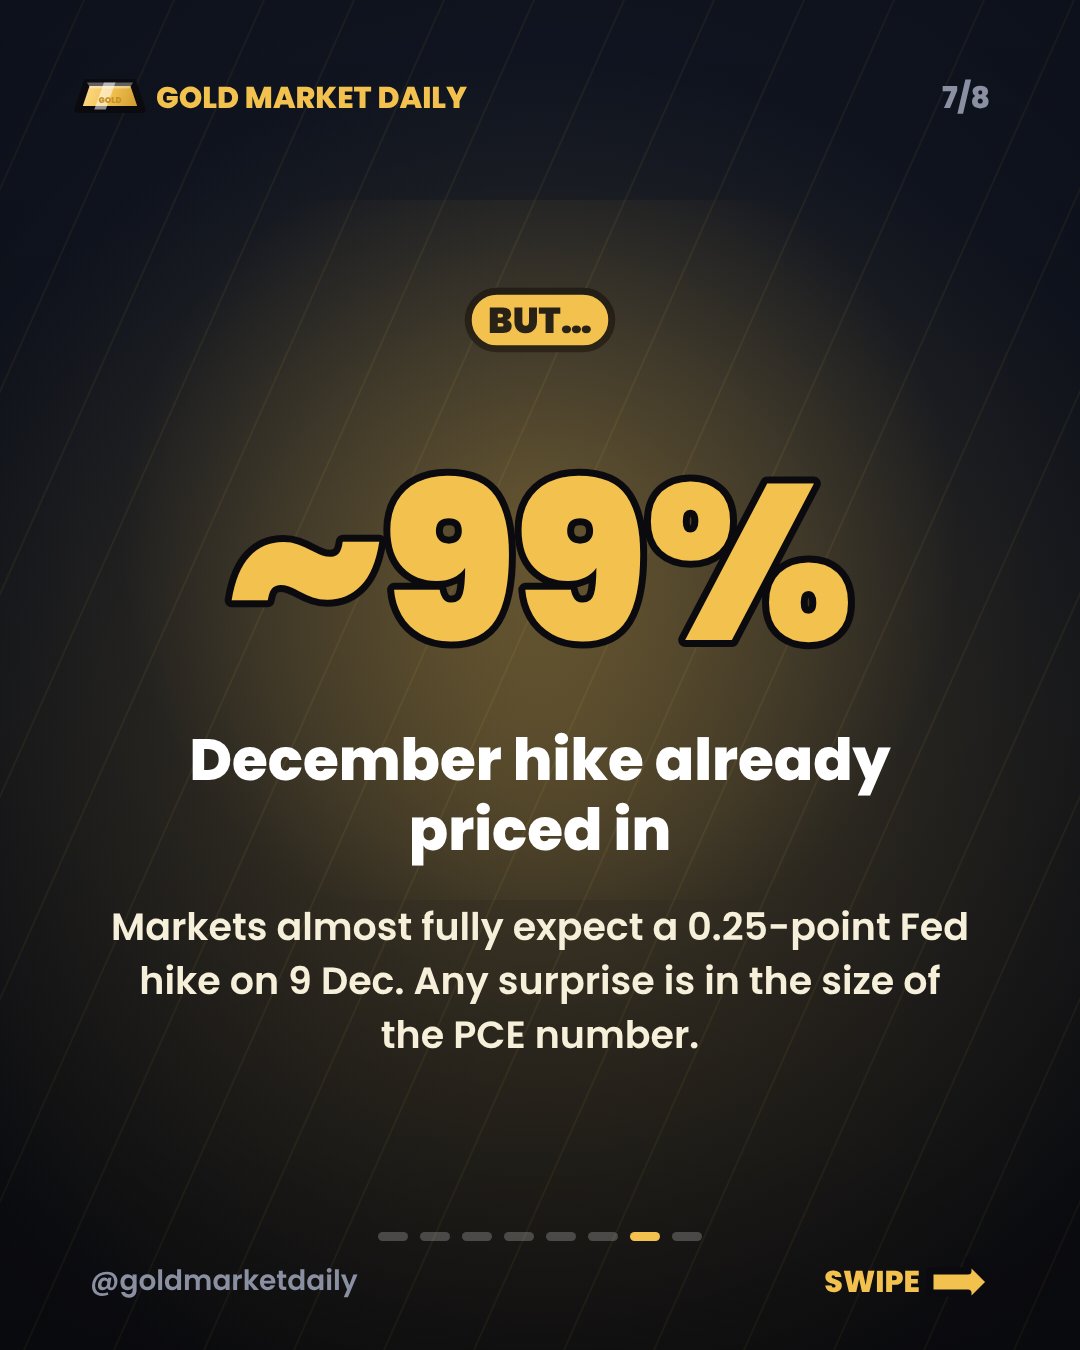 GOLD
GOLD MARKET DAILY
7/8
BUT...
~99%
December hike already
priced in
Markets almost fully expect a 0.25-point Fed
hike on 9 Dec. Any surprise is in the size of
the PCE number.
@goldmarketdaily
SWIPE